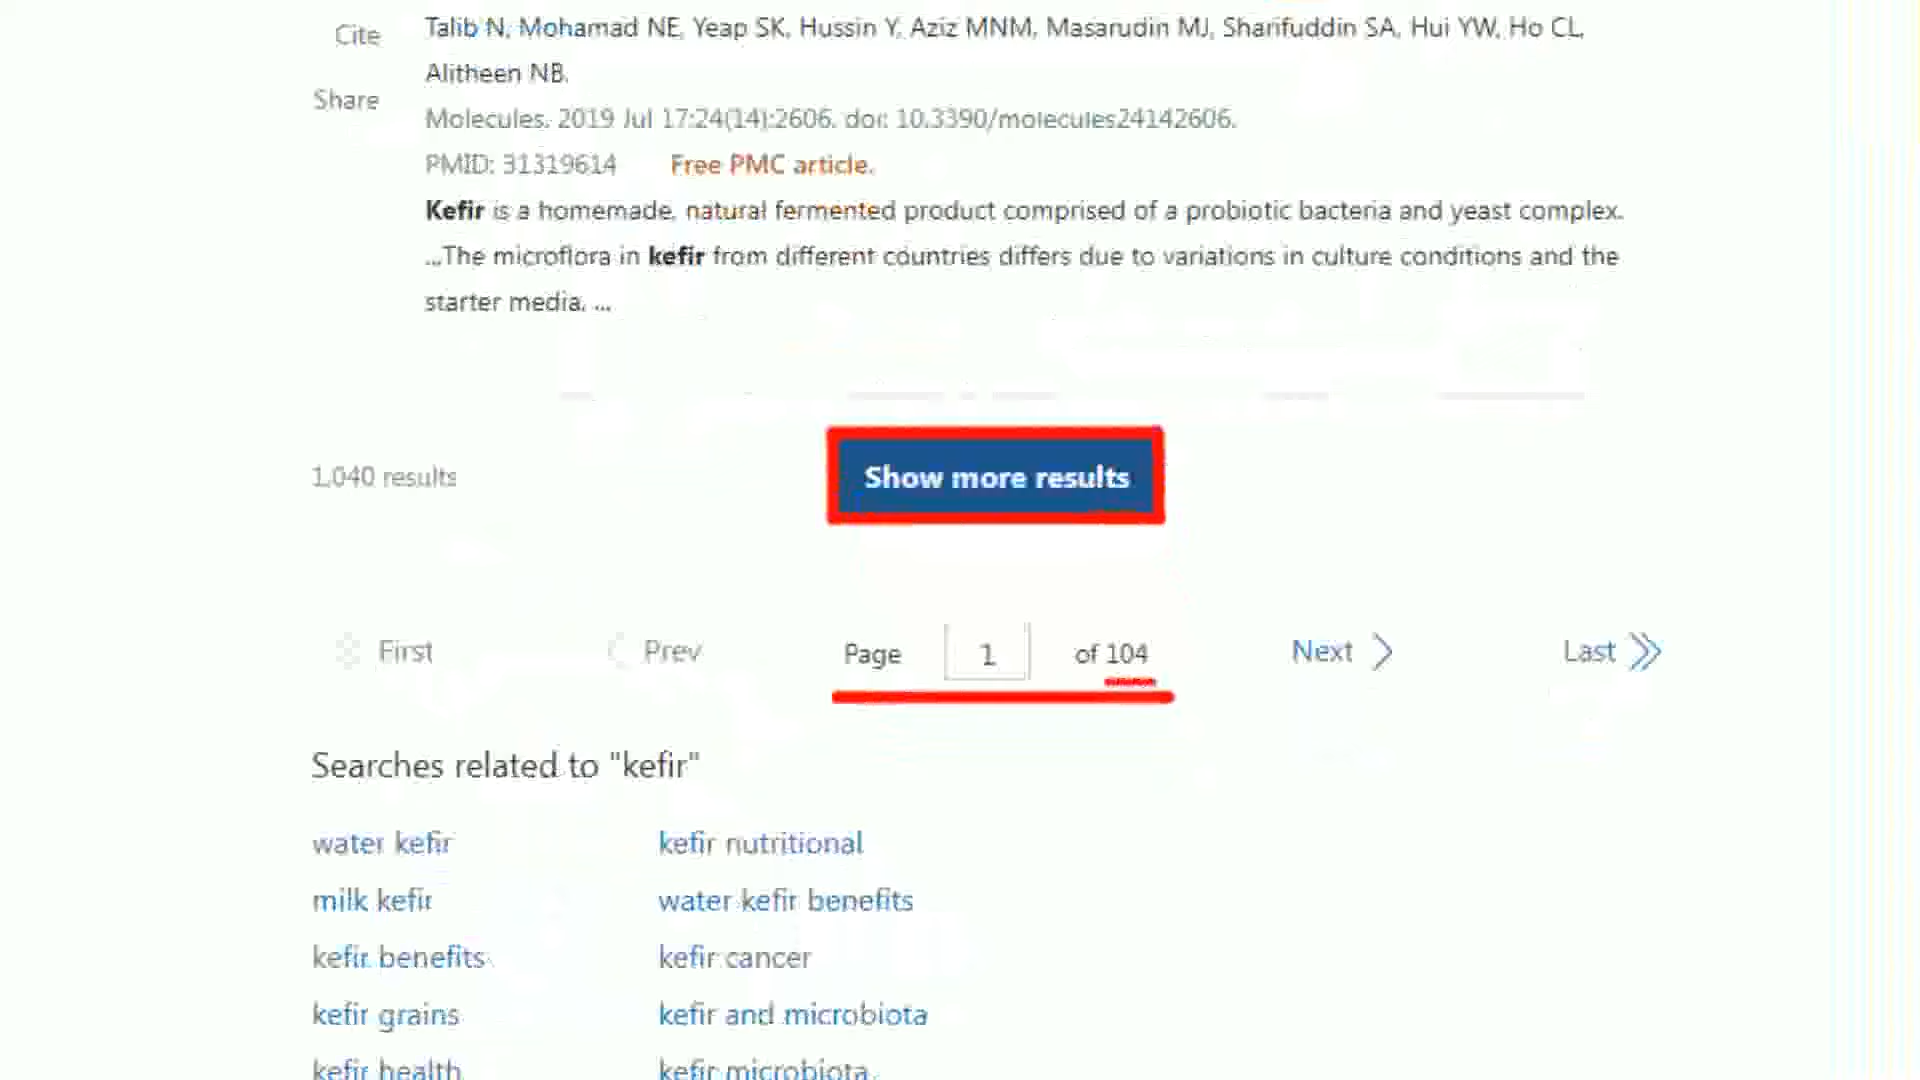 Cite
Talib N, Mohamad NE, Yeap SK, Hussin Y, Aziz MNM, Masarudin MJ, Sharifuddin SA, Hui YW, Ho CL,
Alitheen NB.
Share
Molecules. 2019 Jul 17;24(14):2606. doi: 10.3390/molecules24142606.
PMID: 31319614 Free PMC article.
Kefir is a homemade, natural fermented product comprised of a probiotic bacteria and yeast complex.
...The microflora in kefir from different countries differs due to variations in culture conditions and the
starter media. ...
1,040 results
Show more results
First Prev Page 1 of 104 Next Last
Searches related to "kefir"
water kefir kefir nutritional
milk kefir water kefir benefits
kefir benefits kefir cancer
kefir grains kefir and microbiota
kefir health kefir microbiota